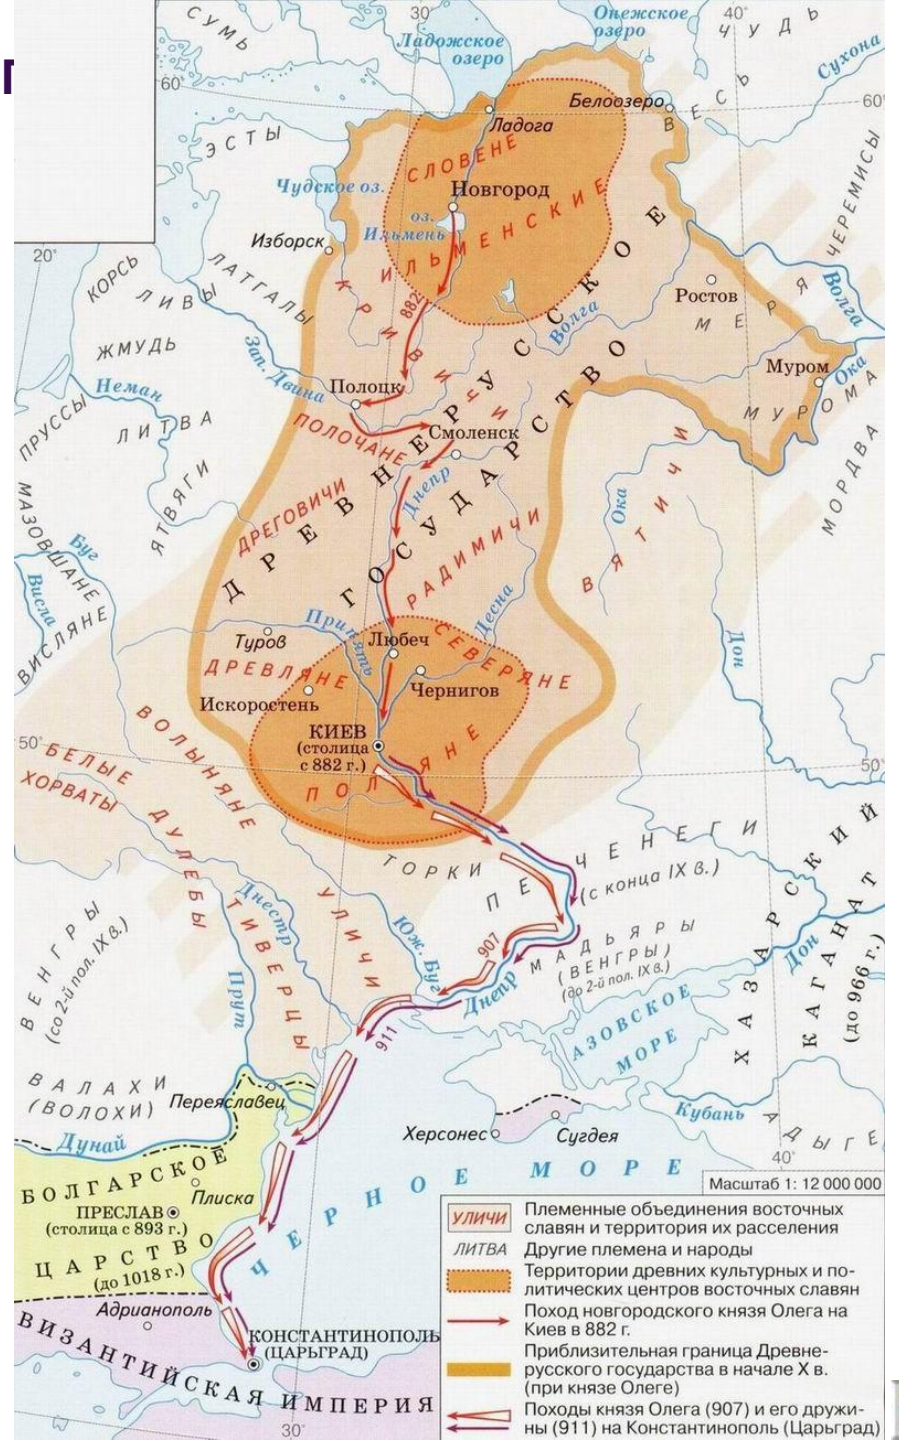 П
СУМЬ
30°
Ладожское
озеро
Онежское
озеро
40°
ЧУДЬ
Сухона
60°
Белоозеро
ВЕСЬ
60°
Ладога
ЭСТЫ
СЛОВЕНЕ
Чудское оз.
Новгород
оз.
Ильмень
ИЛЬМЕНСКИЕ
ЧЕРЕМИСЫ
Изборск
20°
КОРСЬ
ЛИВЫ
ЛАТГАЛЫ
КРИВИЧИ
882
Ростов
МЕРЯ
Волга
Волга
ЖМУДЬ
Зап. Двина
Неман
Полоцк
Муром
Ока
МУРОМА
ПРУССЫ
ЛИТВА
ПОЛОЧАНЕ
Смоленск
МОРДВА
ЯТВЯГИ
ДРЕГОВИЧИ
Днепр
ДРЕВНЕРУССКОЕ
ГОСУДАРСТВО
Ока
ВЯТИЧИ
МАЗОВШАНЕ
Буг
Висла
ВИСЛЯНЕ
РАДИМИЧИ
Десна
Дон
Припять
Туров
Любеч
СЕВЕРЯНЕ
ДРЕВЛЯНЕ
Чернигов
Искоростень
КИЕВ
(столица
с 882 г.)
ПОЛЯНЕ
50°
50°
БЕЛЫЕ
ХОРВАТЫ
ВОЛЫНЯНЕ
ДУЛЕБЫ
ТОРКИ
ПЕЧЕНЕГИ
(с конца IX в.)
ХАЗАРСКИЙ
КАГАНАТ
(до 966 г.)
ВЕНГРЫ
(со 2-й пол. IX в.)
Днестр
ТИВЕРЦЫ
УЛИЧИ
Юж. Буг
907
МАДЬЯРЫ
(ВЕНГРЫ)
(до 2-й пол. IX в.)
Дон
Прут
Днепр
911
АЗОВСКОЕ
МОРЕ
ВАЛАХИ
(ВОЛОХИ)
Переяславец
Дунай
Херсонес
Сугдея
Кубань
АДЫГЕ
40°
БОЛГАРСКОЕ
ЦАРСТВО
(до 1018 г.)
Плиска
ПРЕСЛАВ
(столица с 893 г.)
ЧЕРНОЕ МОРЕ
Адрианополь
КОНСТАНТИНОПОЛЬ
(ЦАРЬГРАД)
ВИЗАНТИЙСКАЯ ИМПЕРИЯ
30°
Масштаб 1: 12 000 000
УЛИЧИ
Племенные объединения восточных
славян и территория их расселения
ЛИТВА
Другие племена и народы
Территории древних культурных и по-
литических центров восточных славян
Поход новгородского князя Олега на
Киев в 882 г.
Приблизительная граница Древне-
русского государства в начале X в.
(при князе Олеге)
Походы князя Олега (907) и его дружи-
ны (911) на Константинополь (Царьград)